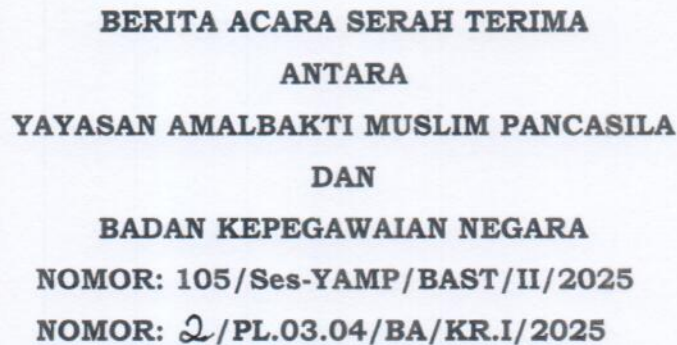 BERITA ACARA SERAH TERIMA
ANTARA
YAYASAN AMALBAKTI MUSLIM PANCASILA
DAN
BADAN KEPEGAWAIAN NEGARA
NOMOR: 105/Ses-YAMP/BAST/II/2025
NOMOR: 2/PL.03.04/BA/KR.I/2025